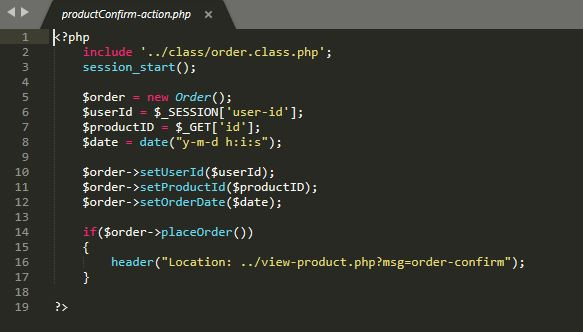 productConfirm-action.php ×
1 <?php
2 include '../class/order.class.php';
3 session_start();
4
5 $order = new Order();
6 $userId = $_SESSION['user-id'];
7 $productID = $_GET['id'];
8 $date = date("y-m-d h:i:s");
9
10 $order->setUserId($userId);
11 $order->setProductId($productID);
12 $order->setOrderDate($date);
13
14 if($order->placeOrder())
15 {
16 header("Location: ../view-product.php?msg=order-confirm");
17 }
18
19 ?>